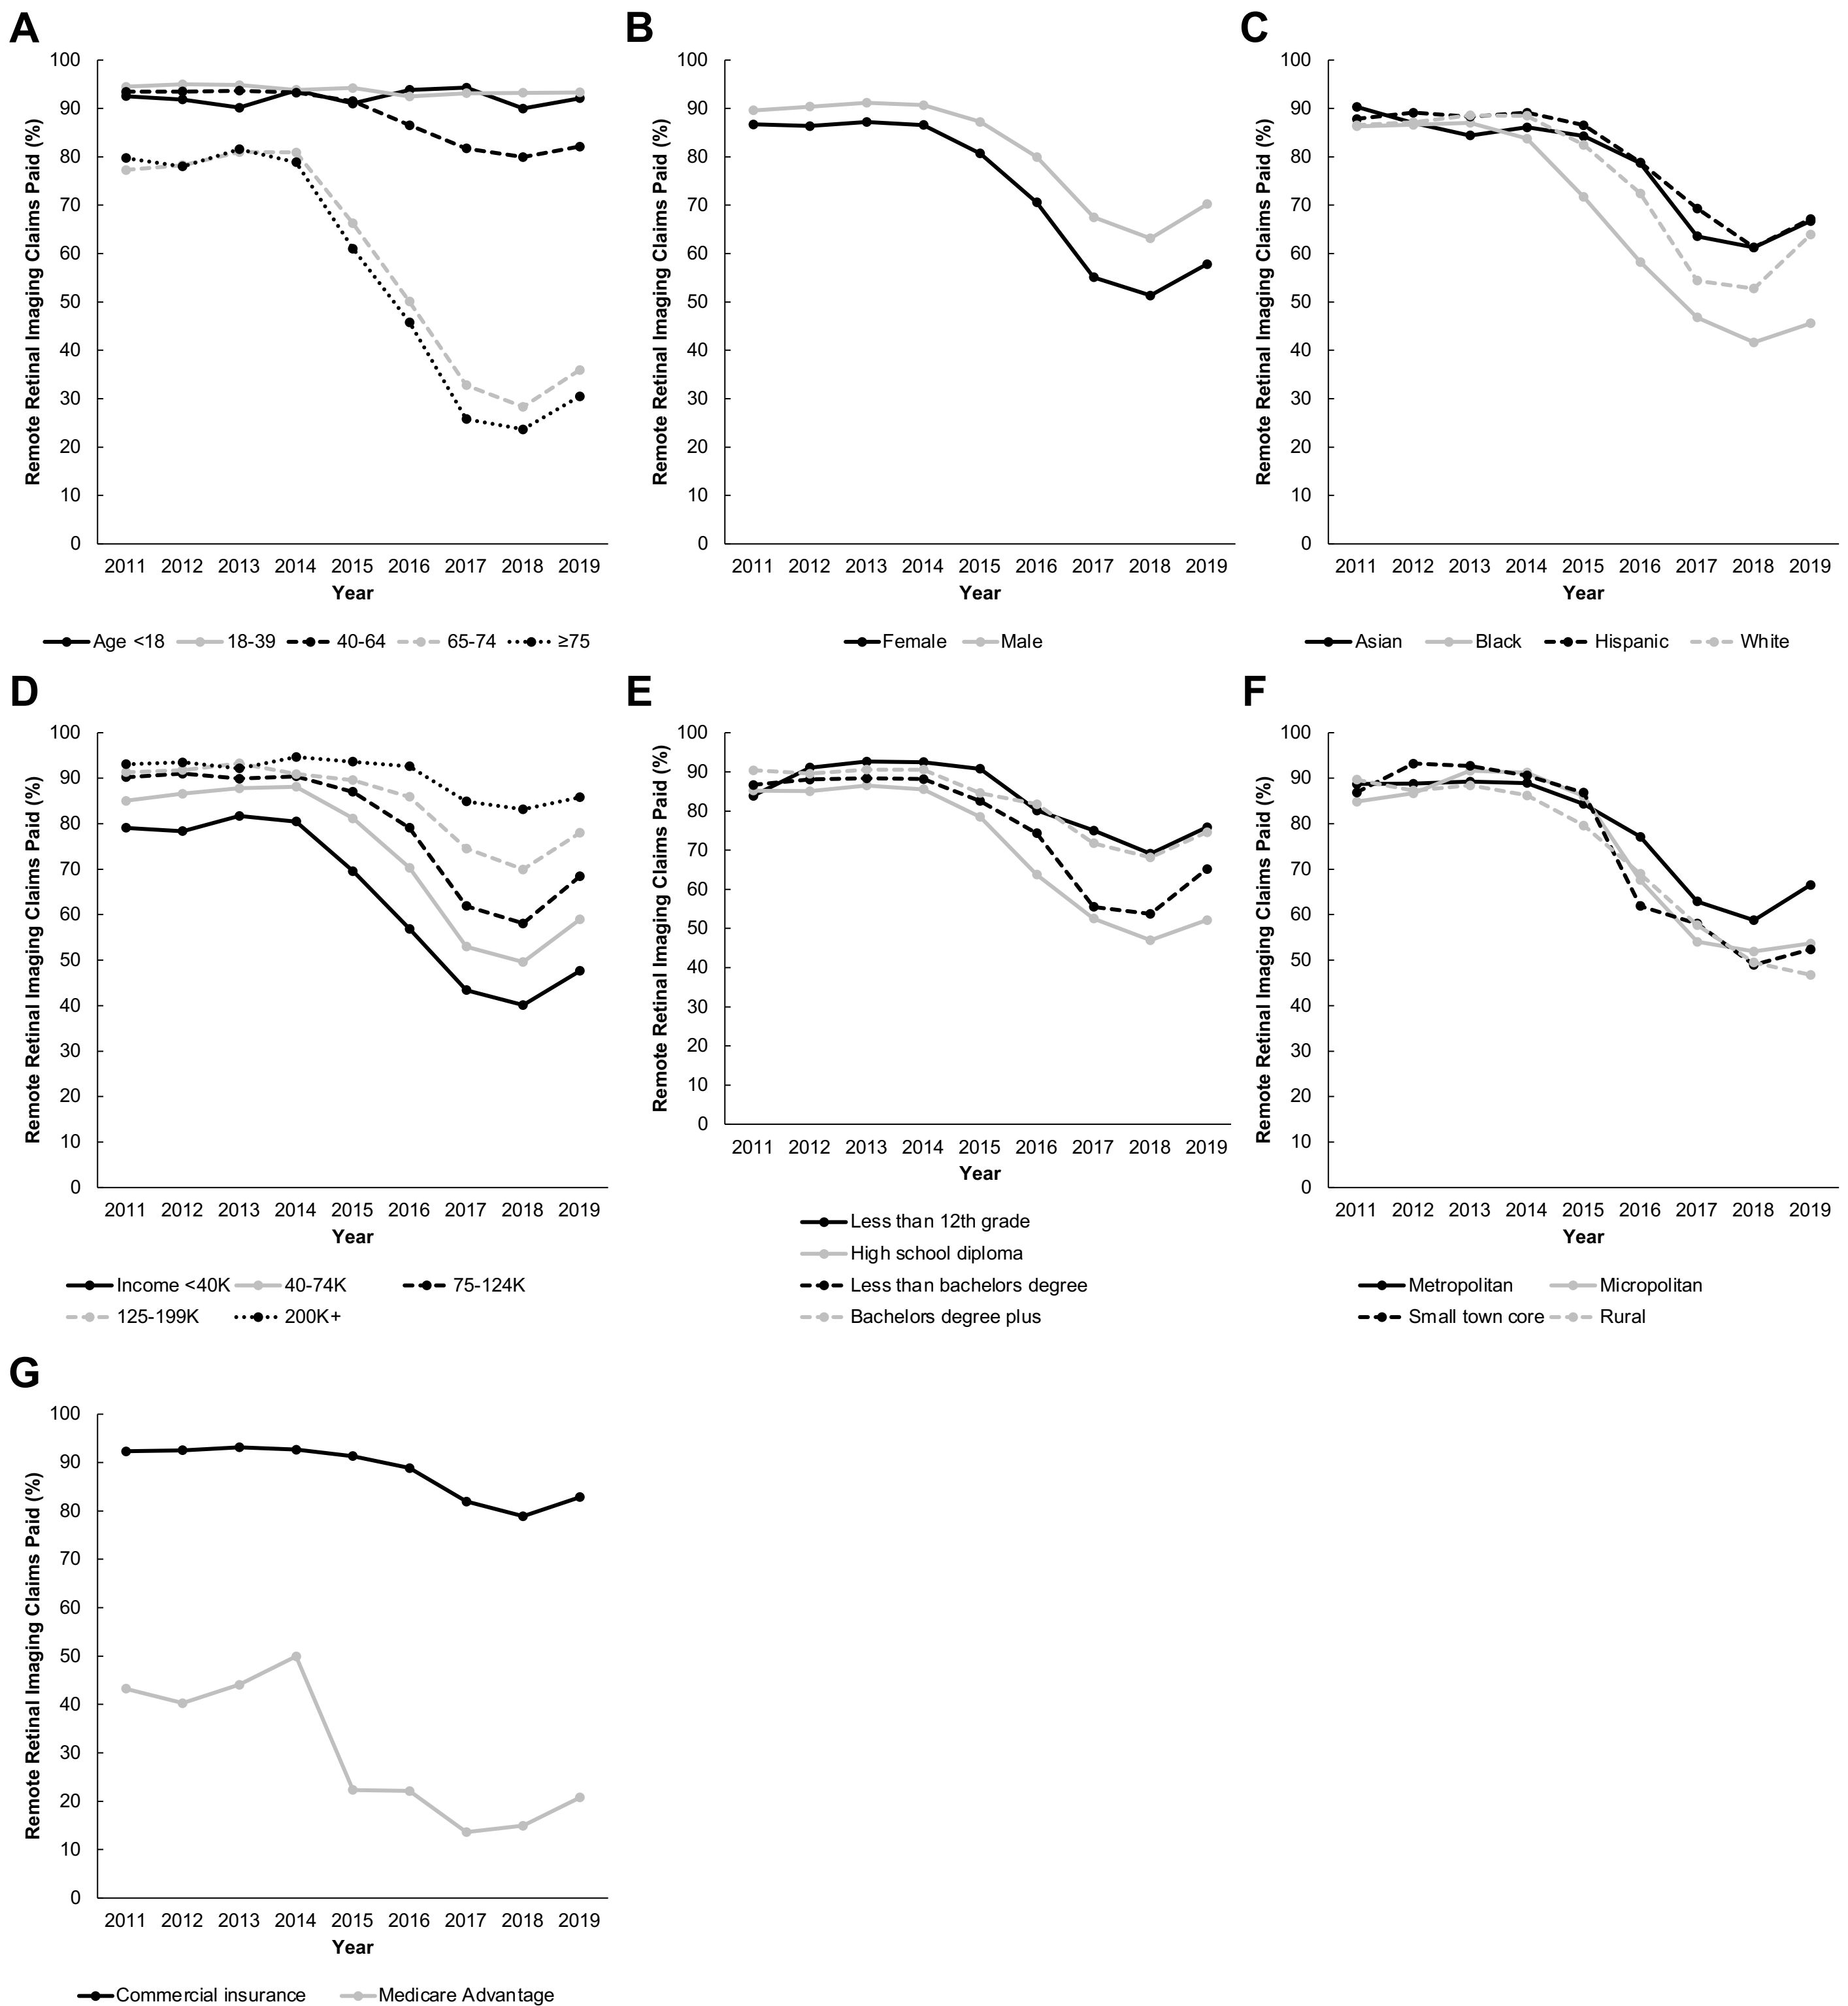 A
Remote Retinal Imaging Claims Paid (%)
100
90
80
70
60
50
40
30
20
10
0
2011 2012 2013 2014 2015 2016 2017 2018 2019
Year
Age <18 18-39 40-64 65-74 ≥75
B
Remote Retinal Imaging Claims Paid (%)
100
90
80
70
60
50
40
30
20
10
0
2011 2012 2013 2014 2015 2016 2017 2018 2019
Year
Female Male
C
Remote Retinal Imaging Claims Paid (%)
100
90
80
70
60
50
40
30
20
10
0
2011 2012 2013 2014 2015 2016 2017 2018 2019
Year
Asian Black Hispanic White
D
Remote Retinal Imaging Claims Paid (%)
100
90
80
70
60
50
40
30
20
10
0
2011 2012 2013 2014 2015 2016 2017 2018 2019
Year
Income <40K 40-74K 75-124K
125-199K 200K+
E
Remote Retinal Imaging Claims Paid (%)
100
90
80
70
60
50
40
30
20
10
0
2011 2012 2013 2014 2015 2016 2017 2018 2019
Year
Less than 12th grade
High school diploma
Less than bachelors degree
Bachelors degree plus
F
Remote Retinal Imaging Claims Paid (%)
100
90
80
70
60
50
40
30
20
10
0
2011 2012 2013 2014 2015 2016 2017 2018 2019
Year
Metropolitan Micropolitan
Small town core Rural
G
Remote Retinal Imaging Claims Paid (%)
100
90
80
70
60
50
40
30
20
10
0
2011 2012 2013 2014 2015 2016 2017 2018 2019
Year
Commercial insurance Medicare Advantage